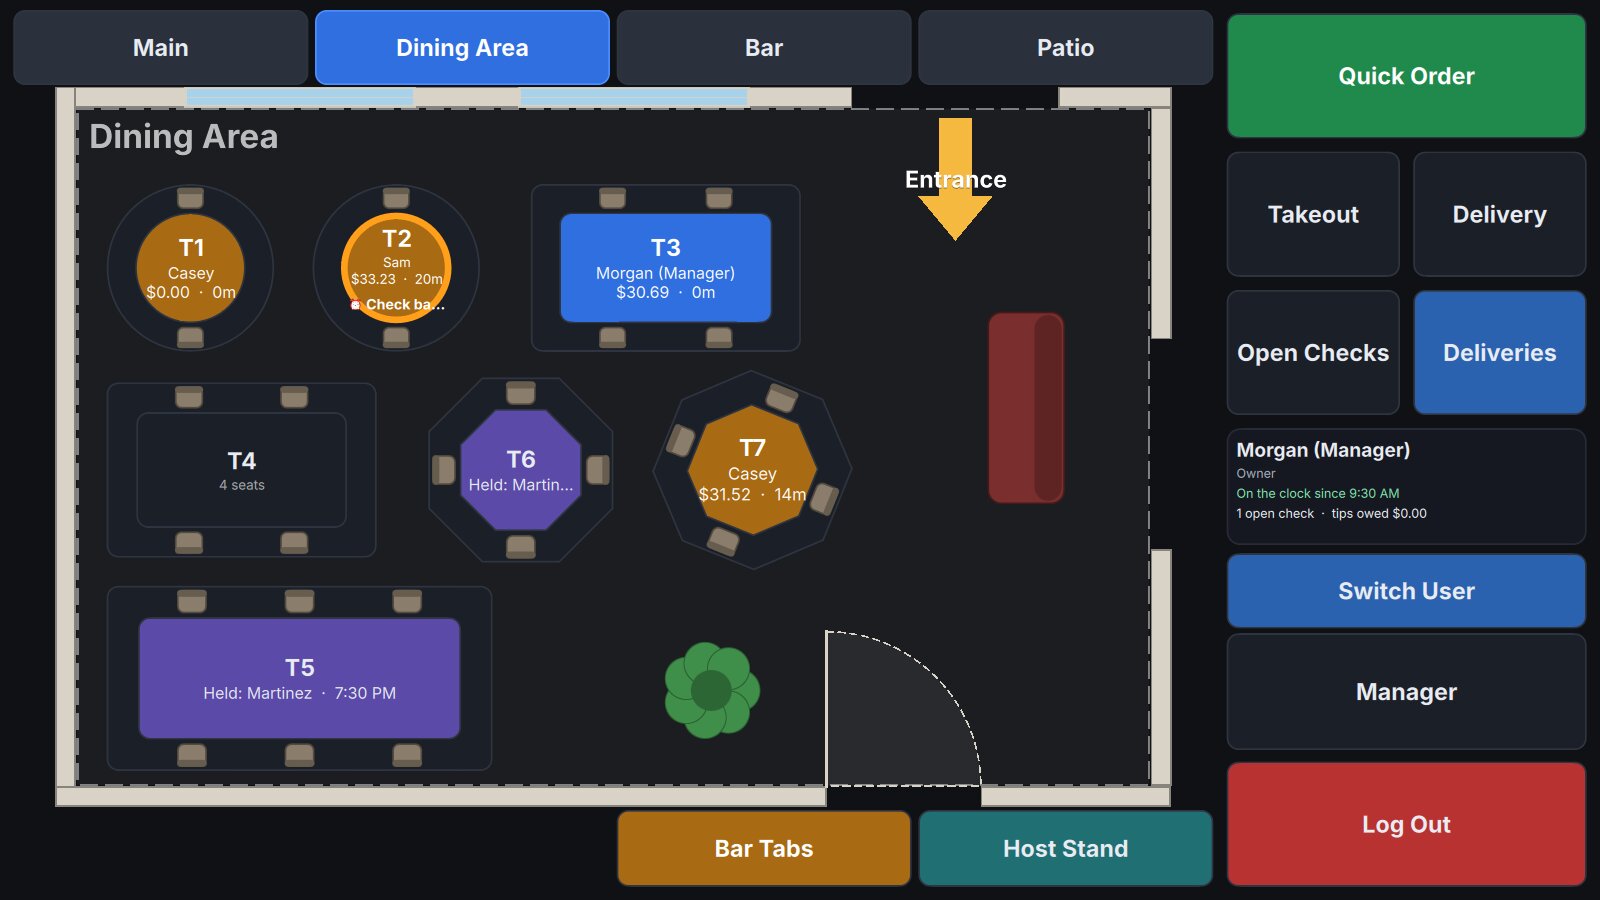 Main
Dining Area
Bar
Patio
Quick Order
Dining Area
Entrance
Takeout
Delivery
T1
Casey
$0.00 · 0m
T2
Sam
$33.23 · 20m
Check ba...
T3
Morgan (Manager)
$30.69 · 0m
Open Checks
Deliveries
T4
4 seats
T6
Held: Martin...
T7
Casey
$31.52 · 14m
Morgan (Manager)
Owner
On the clock since 9:30 AM
1 open check · tips owed $0.00
Switch User
T5
Held: Martinez · 7:30 PM
Manager
Bar Tabs
Host Stand
Log Out